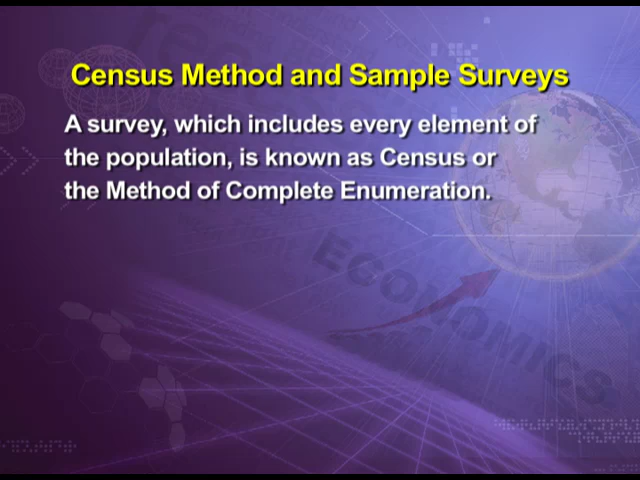 Census Method and Sample Surveys
A survey, which includes every element of
the population, is known as Census or
the Method of Complete Enumeration.
ECONOMICS